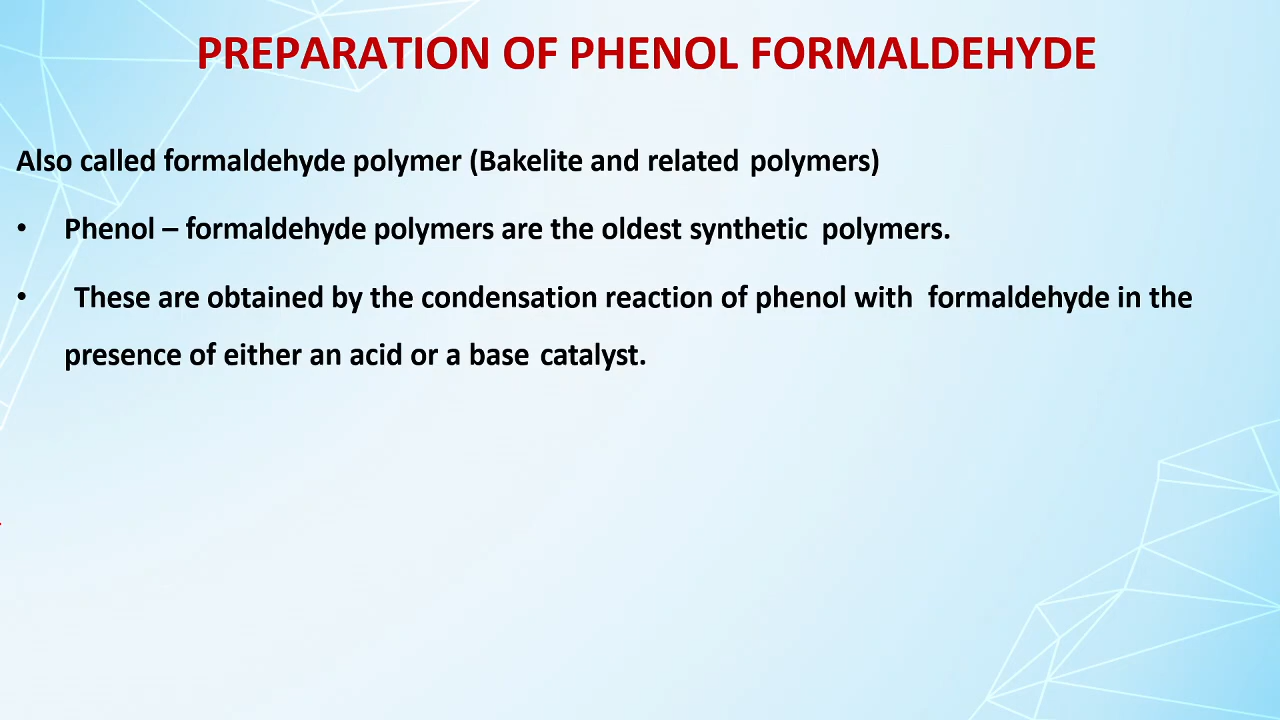 PREPARATION OF PHENOL FORMALDEHYDE
Also called formaldehyde polymer (Bakelite and related polymers)
• Phenol – formaldehyde polymers are the oldest synthetic polymers.
• These are obtained by the condensation reaction of phenol with formaldehyde in the
presence of either an acid or a base catalyst.